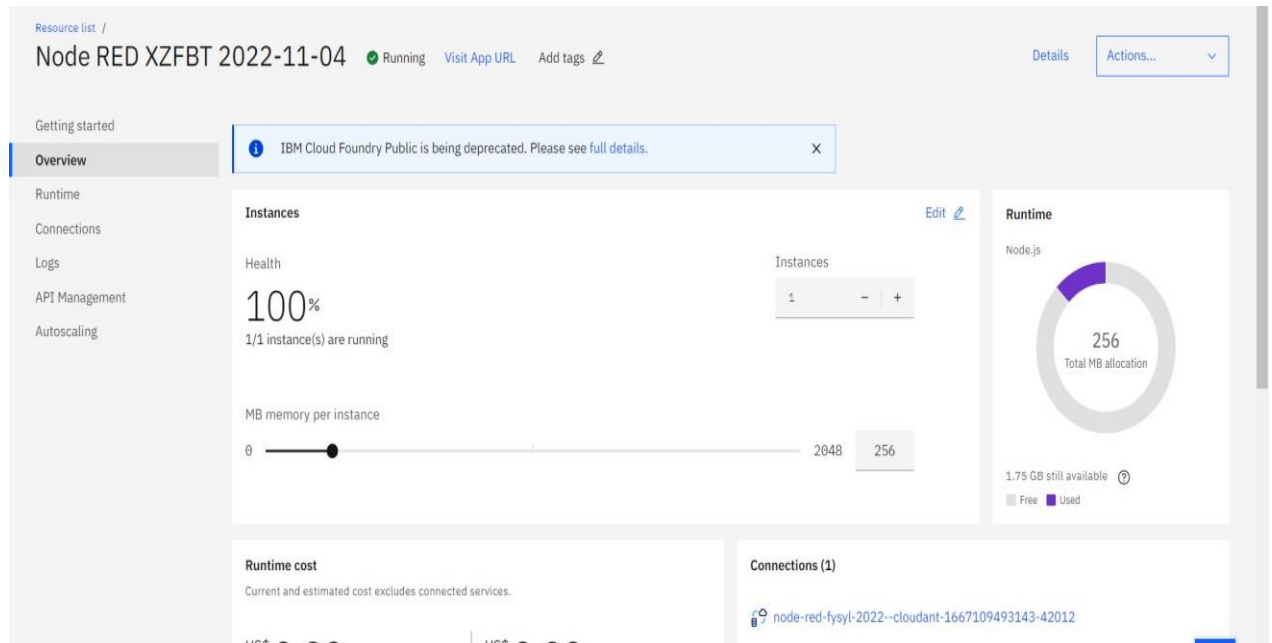 Resource list /
Node RED XZFBT 2022-11-04 Running Visit App URL Add tags
Details Actions...
Getting started
Overview
Runtime
Connections
Logs
API Management
Autoscaling
IBM Cloud Foundry Public is being deprecated. Please see full details.
Instances Edit
Health
100%
1/1 instance(s) are running
Instances
1 - +
MB memory per instance
0 2048 256
Runtime
Node.js
256
Total MB allocation
1.75 GB still available
Free Used
Runtime cost
Current and estimated cost excludes connected services.
Connections (1)
node-red-fysyl-2022--cloudant-1667109493143-42012